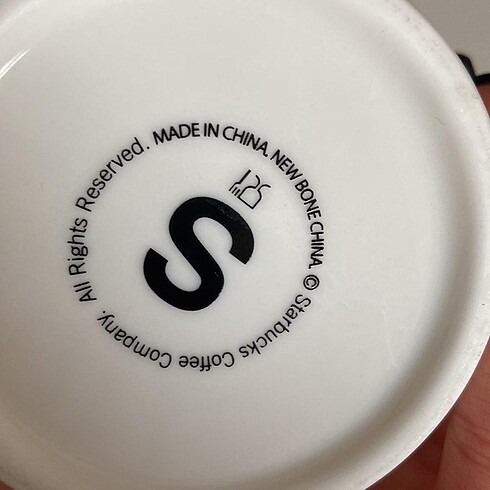 MADE IN CHINA. NEW BONE CHINA. © Starbucks Coffee Company. All Rights Reserved.
S